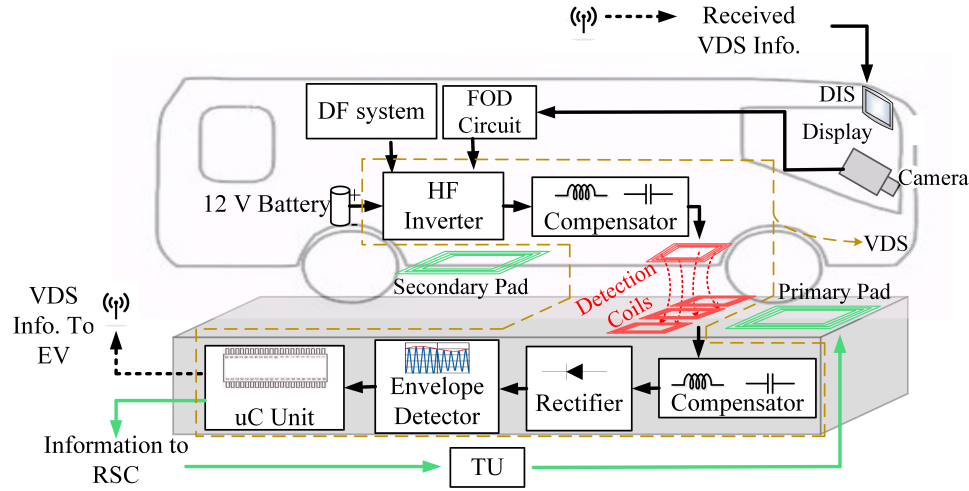 Received
VDS Info.
DF system
FOD
Circuit
DIS
Display
Camera
12 V Battery
+
HF
Inverter
Compensator
VDS
Secondary Pad
Detection
Coils
Primary Pad
VDS
Info. To
EV
uC Unit
Envelope
Detector
Rectifier
Compensator
Information to
RSC
TU